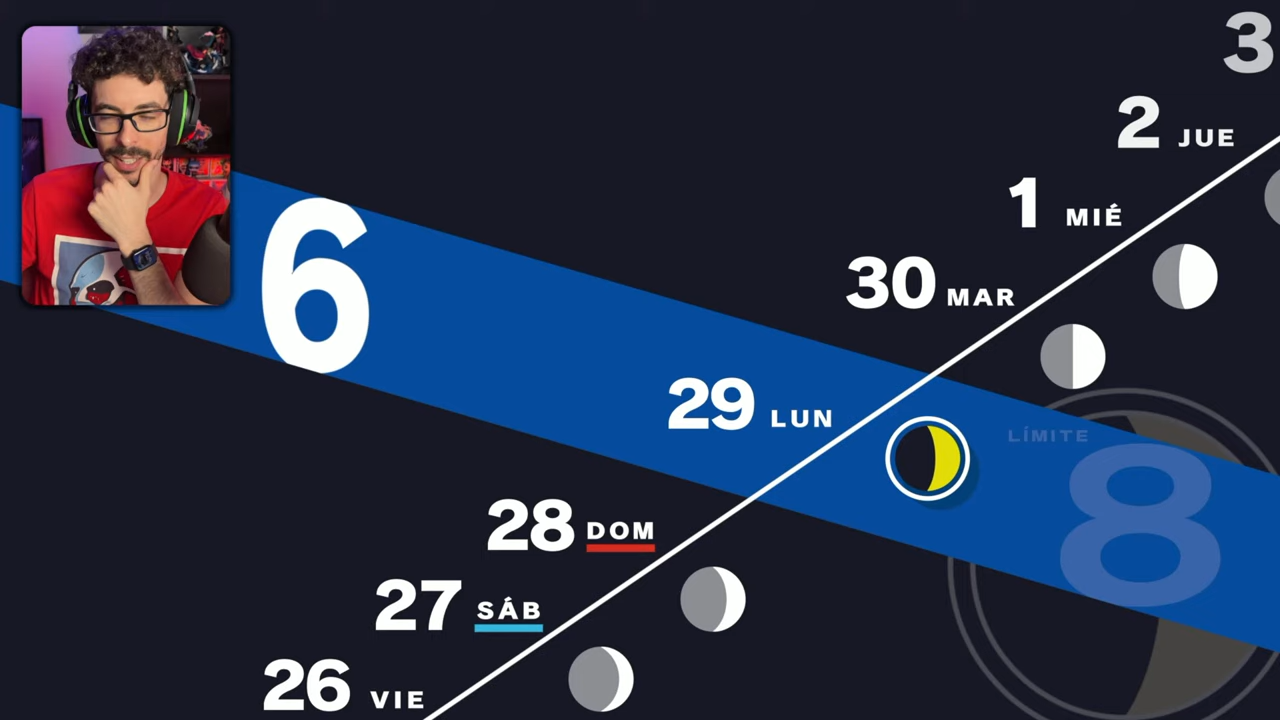 3
2 JUE
1 MIÉ
30 MAR
6
29 LUN
LÍMITE
8
28 DOM
27 SÁB
26 VIE